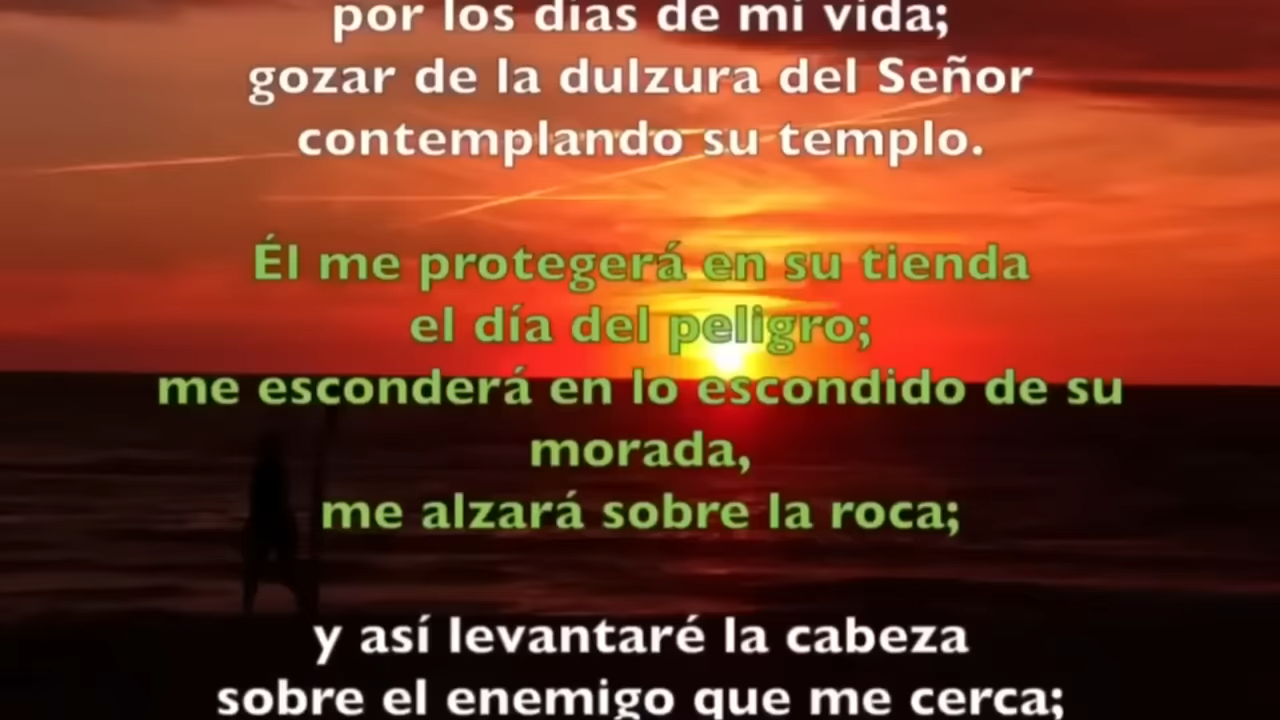 por los días de mi vida;
gozar de la dulzura del Señor
contemplando su templo.
Él me protegerá en su tienda
el día del peligro;
me esconderá en lo escondido de su
morada,
me alzará sobre la roca;
y así levantaré la cabeza
sobre el enemigo que me cerca;